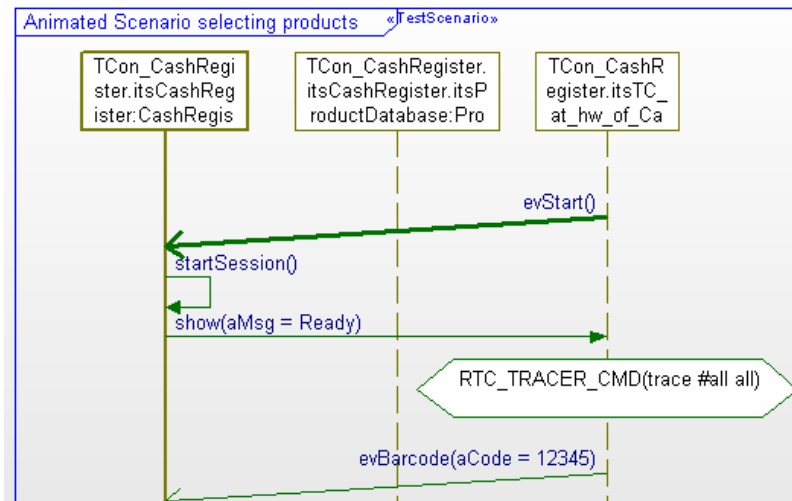 Animated Scenario selecting products
«TestScenario»
TCon_CashRegi
ster.itsCashReg
ister:CashRegis
TCon_CashRegister.
itsCashRegister.itsP
roductDatabase:Pro
TCon_CashR
egister.itsTC_
at_hw_of_Ca
evStart()
startSession()
show(aMsg = Ready)
RTC_TRACER_CMD(trace #all all)
evBarcode(aCode = 12345)